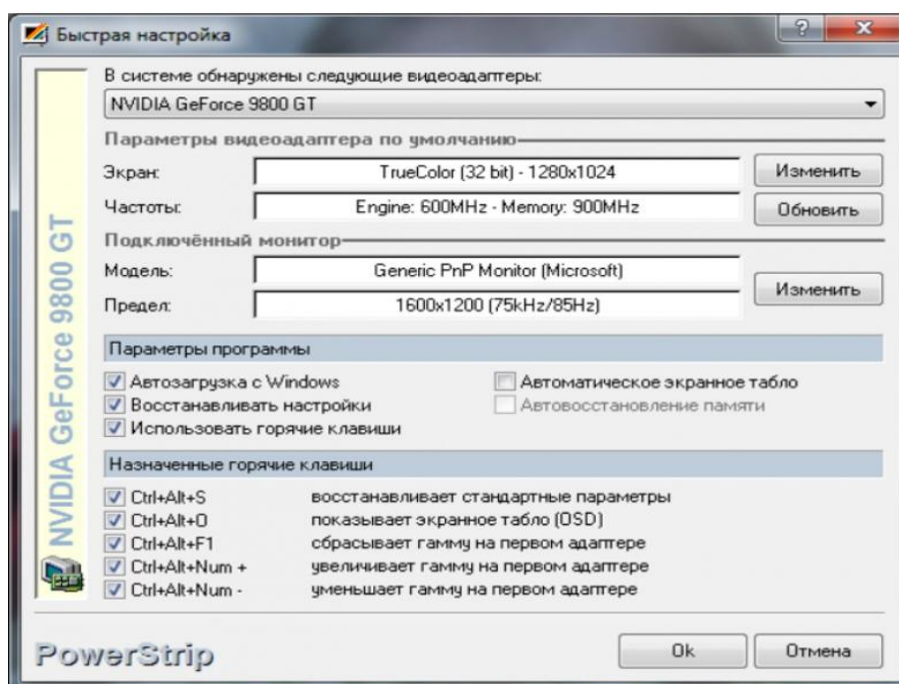 Быстрая настройка
В системе обнаружены следующие видеоадаптеры:
NVIDIA GeForce 9800 GT
Параметры видеоадаптера по умолчанию
Экран: TrueColor (32 bit) - 1280x1024 Изменить
Частоты: Engine: 600MHz - Memory: 900MHz Обновить
Подключённый монитор
Модель: Generic PnP Monitor (Microsoft)
Изменить
Предел: 1600x1200 (75kHz/85Hz)
Параметры программы
Автозагрузка с Windows Автоматическое экранное табло
Восстанавливать настройки Автовосстановление памяти
Использовать горячие клавиши
Назначенные горячие клавиши
Ctrl+Alt+S восстанавливает стандартные параметры
Ctrl+Alt+O показывает экранное табло (OSD)
Ctrl+Alt+F1 сбрасывает гамму на первом адаптере
Ctrl+Alt+Num + увеличивает гамму на первом адаптере
Ctrl+Alt+Num - уменьшает гамму на первом адаптере
NVIDIA GeForce 9800 GT
PowerStrip Ok Отмена